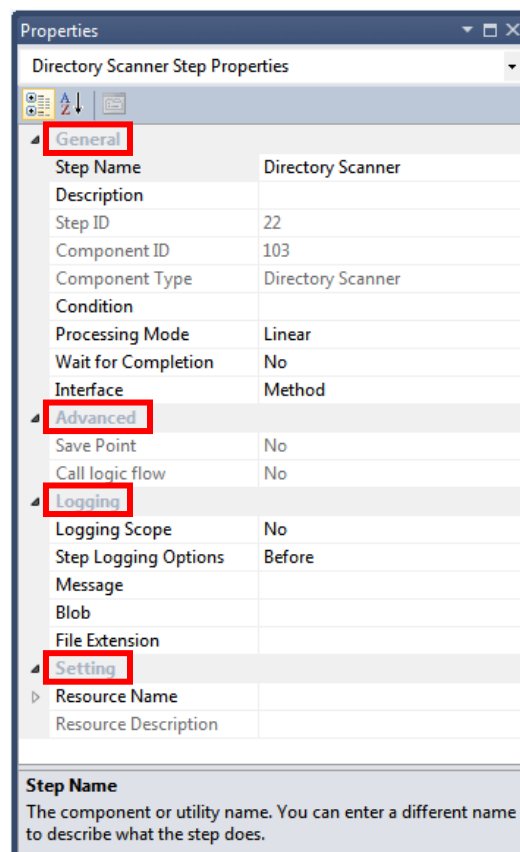 Properties
Directory Scanner Step Properties
General
Step Name Directory Scanner
Description
Step ID 22
Component ID 103
Component Type Directory Scanner
Condition
Processing Mode Linear
Wait for Completion No
Interface Method
Advanced
Save Point No
Call logic flow No
Logging
Logging Scope No
Step Logging Options Before
Message
Blob
File Extension
Setting
Resource Name
Resource Description
Step Name
The component or utility name. You can enter a different name
to describe what the step does.